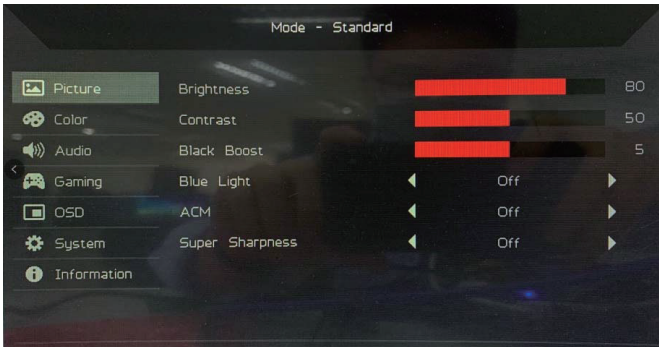 Mode - Standard
Picture
Color
Audio
Gaming
OSD
System
Information
Brightness 80
Contrast 50
Black Boost 5
Blue Light Off
ACM Off
Super Sharpness Off